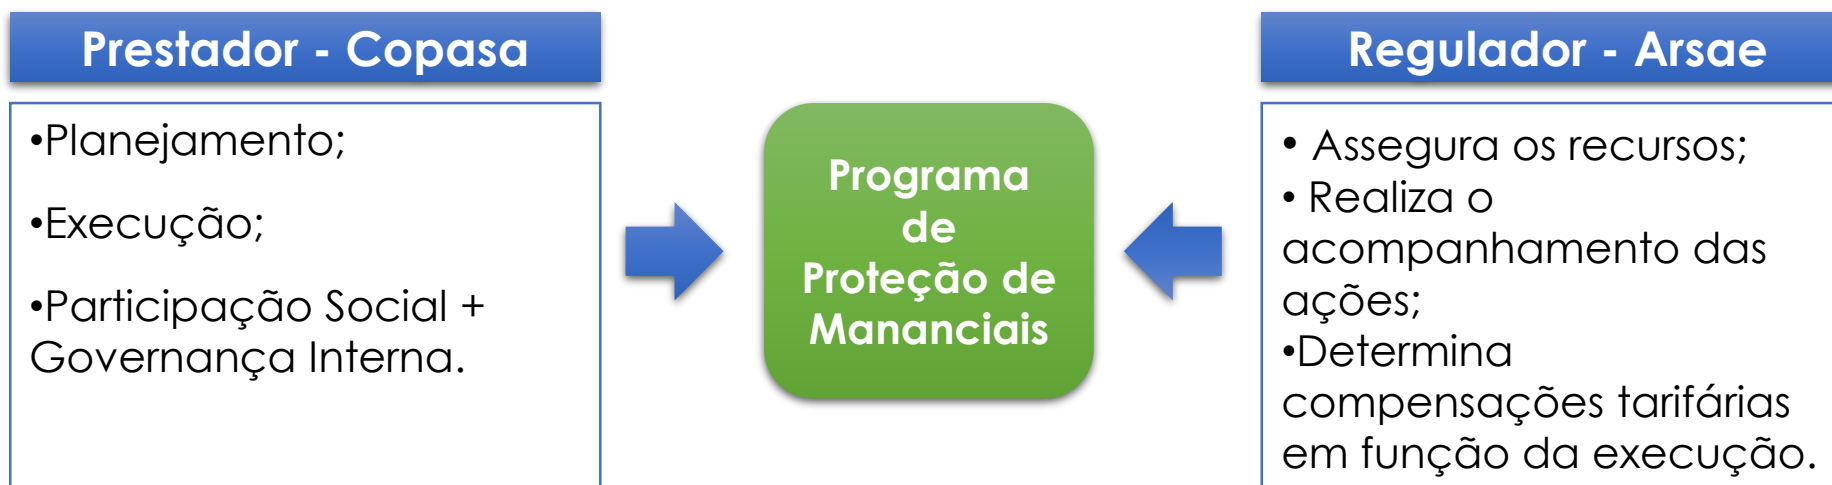 Prestador - Copasa
•Planejamento;
•Execução;
•Participação Social +
Governança Interna.
Programa
de
Proteção de
Mananciais
Regulador - Arsae
• Assegura os recursos;
• Realiza o
acompanhamento das
ações;
•Determina
compensações tarifárias
em função da execução.